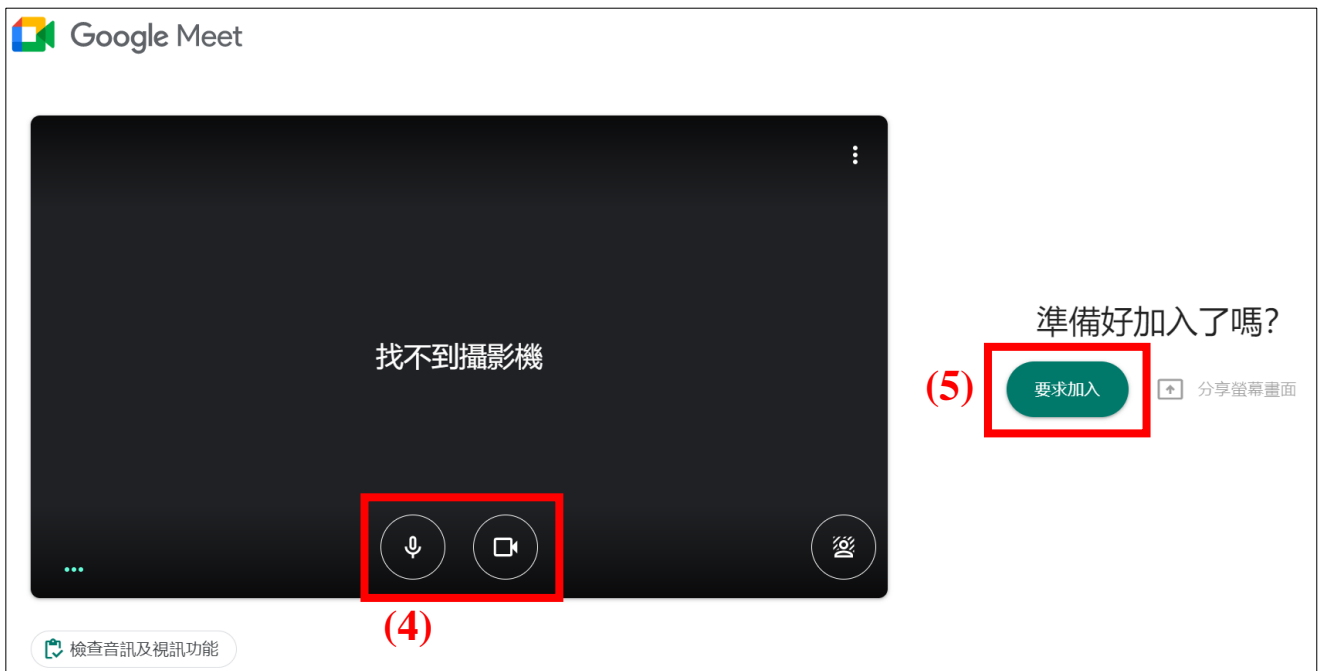 Google Meet
找不到攝影機
準備好加入了嗎?
(5)
要求加入
分享螢幕畫面
(4)
檢查音訊及視訊功能